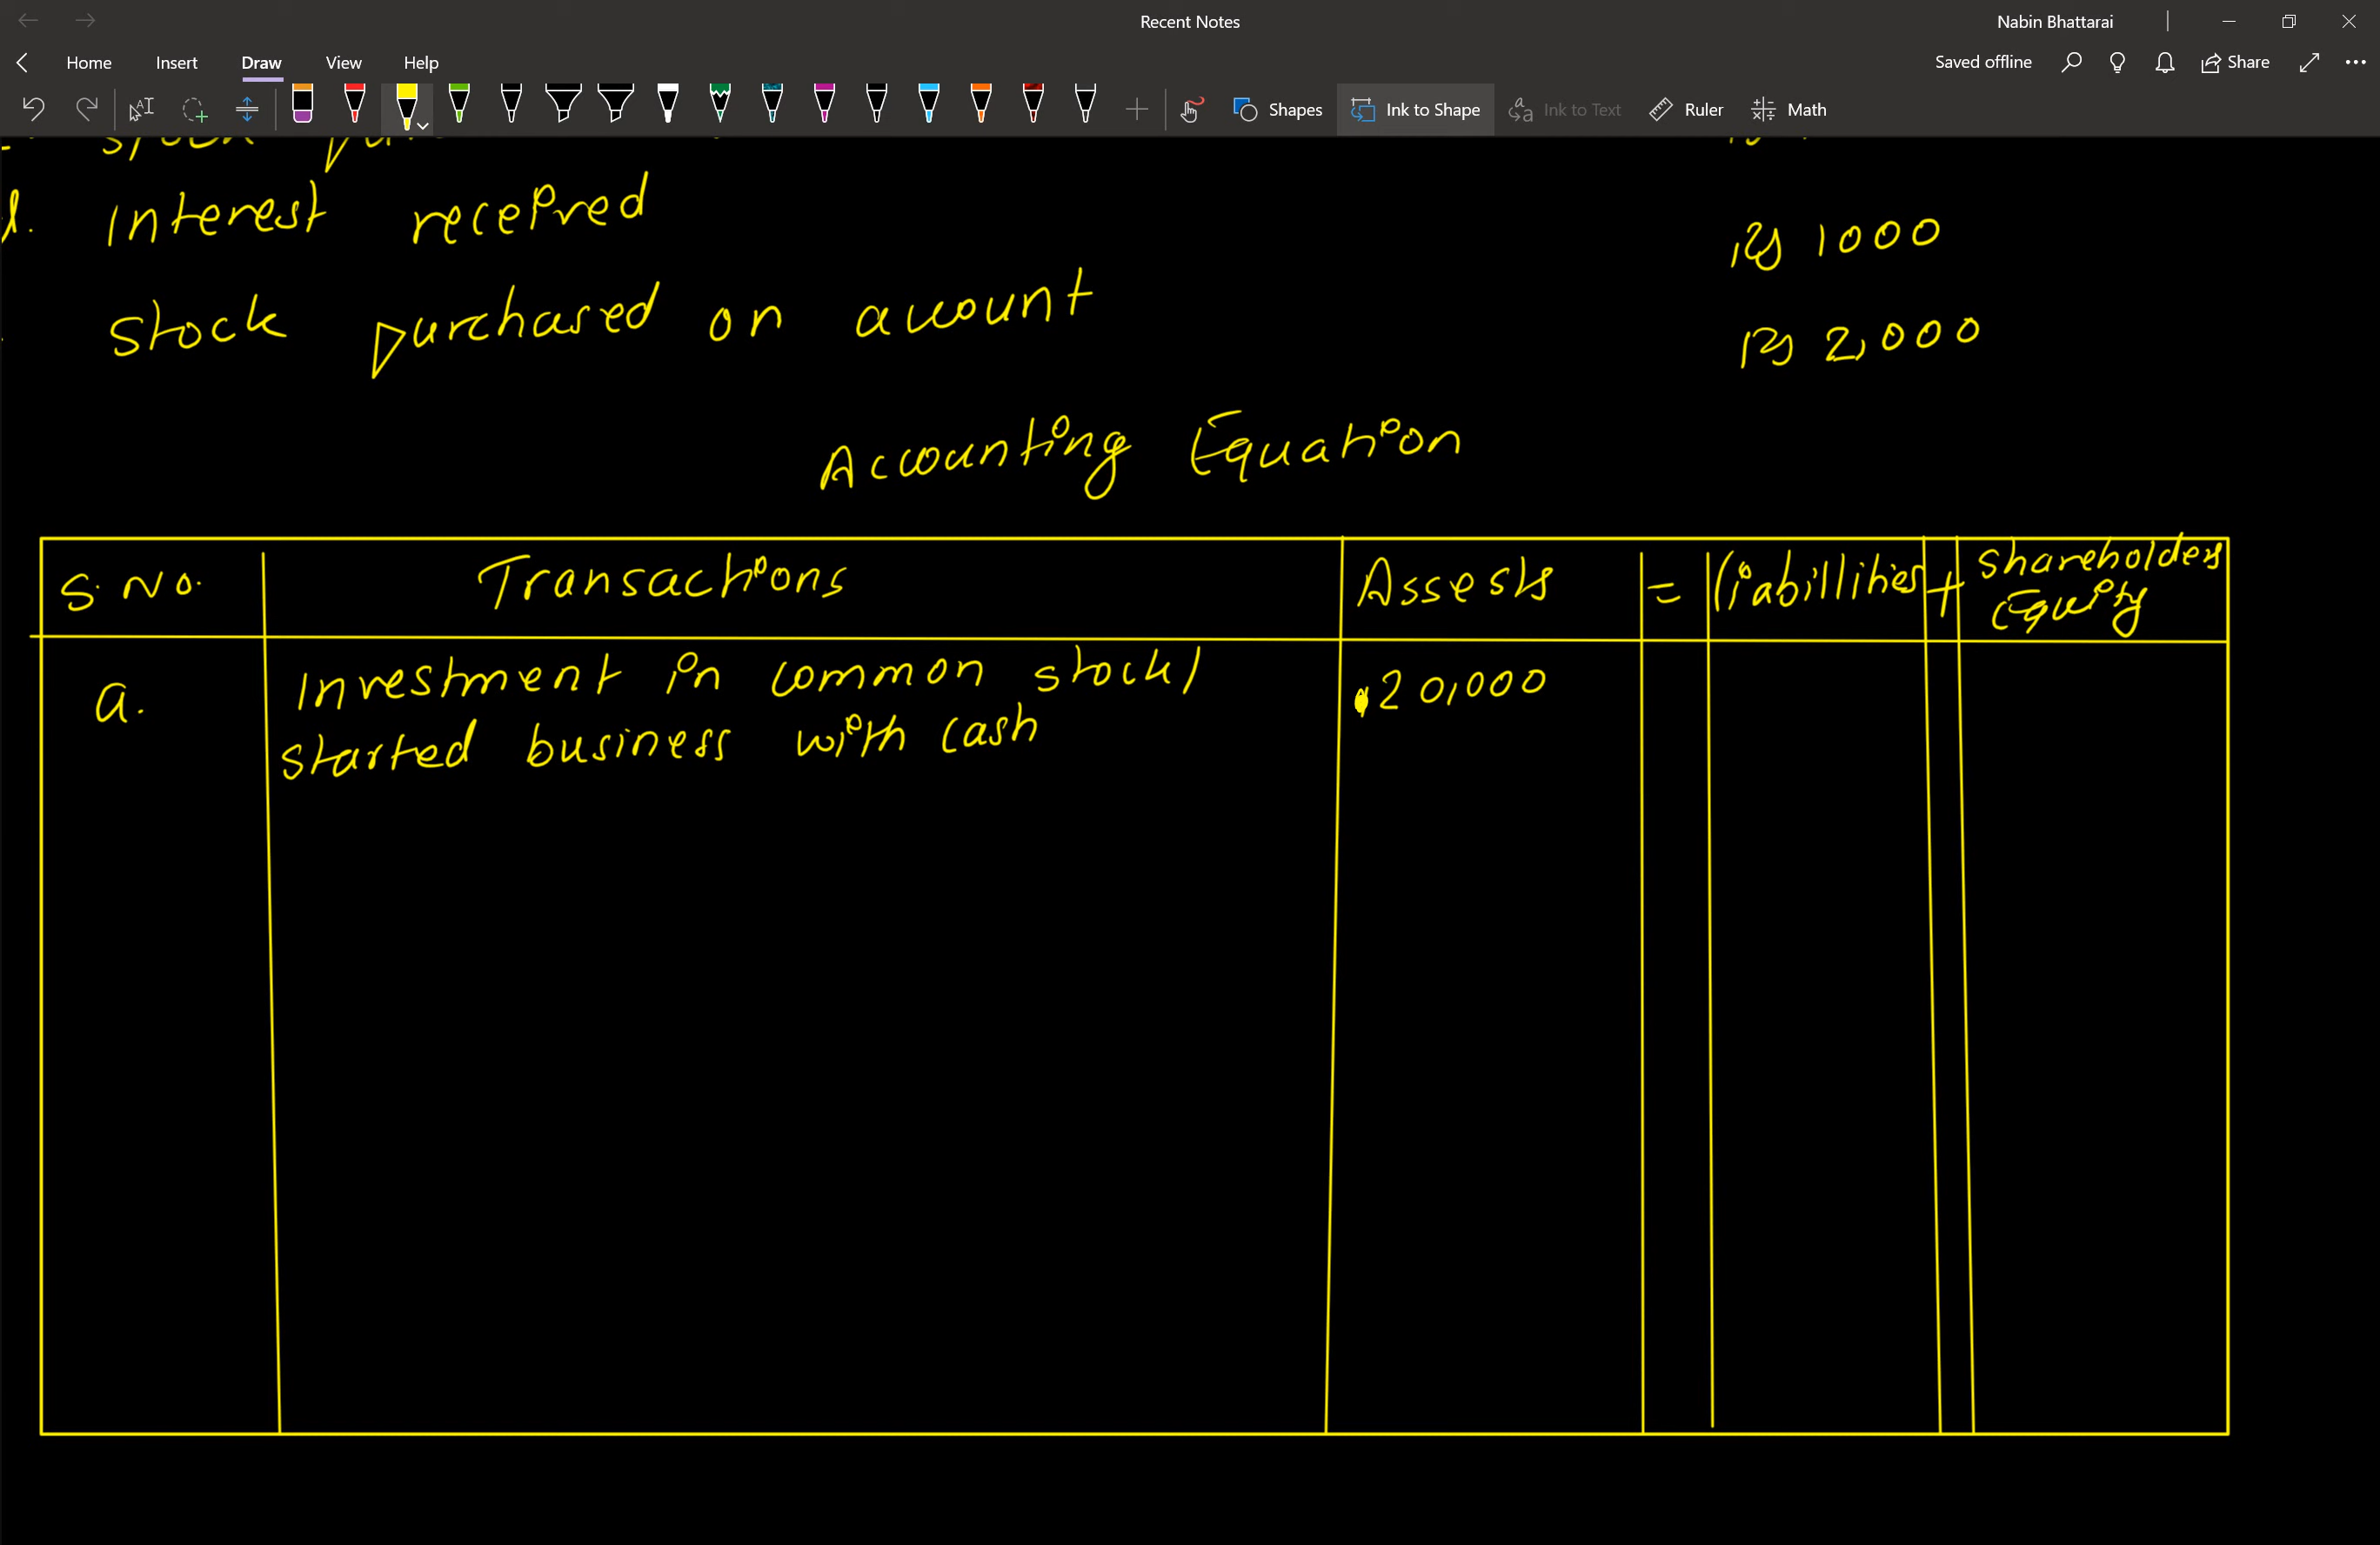 Recent Notes
Nabin Bhattarai
Home Insert Draw View Help
Saved offline
Share
Shapes
Ink to Shape
Ink to Text
Ruler
Math
Interest received Rs 1000
Stock purchased on account Rs 2,000
Accounting Equation
S. No. Transactions Assests = liabillities + shareholders
Equity
a. Investment in common stock/ 20,000
started business with cash